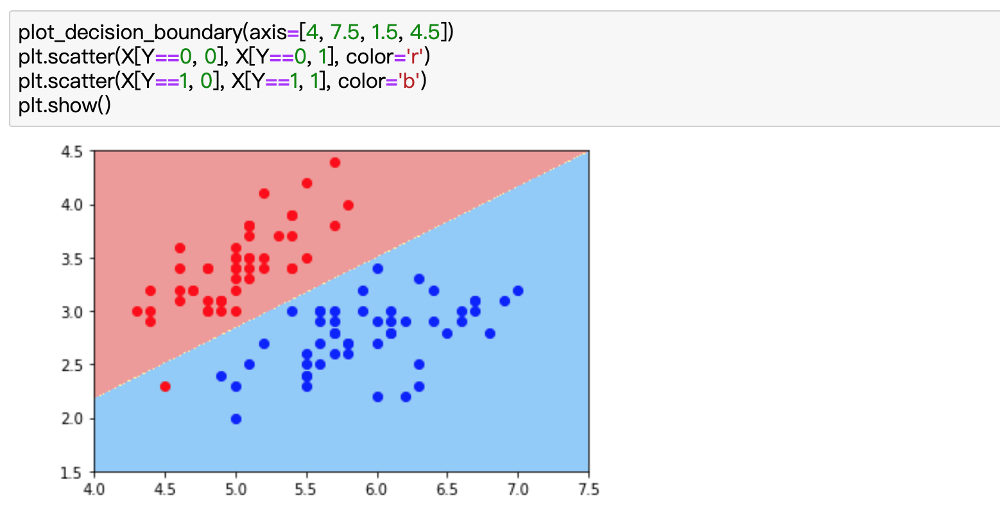 plot_decision_boundary(axis=[4, 7.5, 1.5, 4.5])
plt.scatter(X[Y==0, 0], X[Y==0, 1], color='r')
plt.scatter(X[Y==1, 0], X[Y==1, 1], color='b')
plt.show()
4.5
4.0
3.5
3.0
2.5
2.0
1.5
4.0 4.5 5.0 5.5 6.0 6.5 7.0 7.5